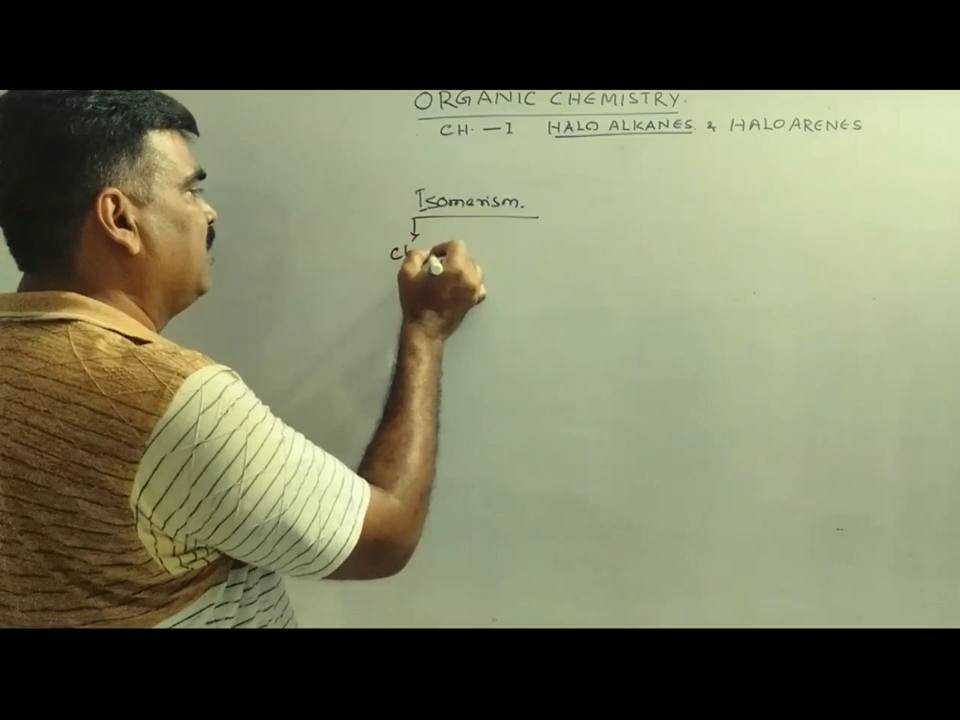 ORGANIC CHEMISTRY.
CH. - I HALO ALKANES & HALOARENES
Isomerism.